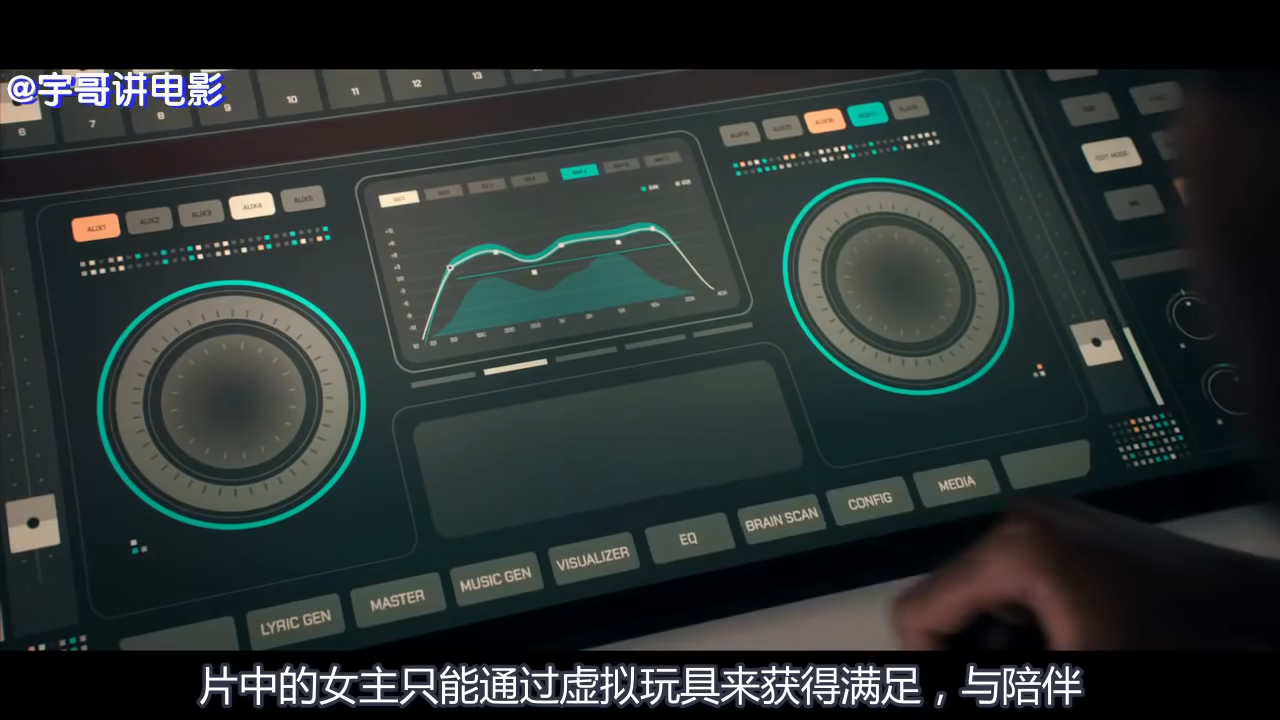 @宇哥讲电影
6
7
8
9
10
11
12
13
AUX1
AUX2
AUX3
AUX4
AUX5
EDIT MODE
LYRIC GEN
MASTER
MUSIC GEN
VISUALIZER
EQ
BRAIN SCAN
CONFIG
MEDIA
片中的女主只能通过虚拟玩具来获得满足，与陪伴